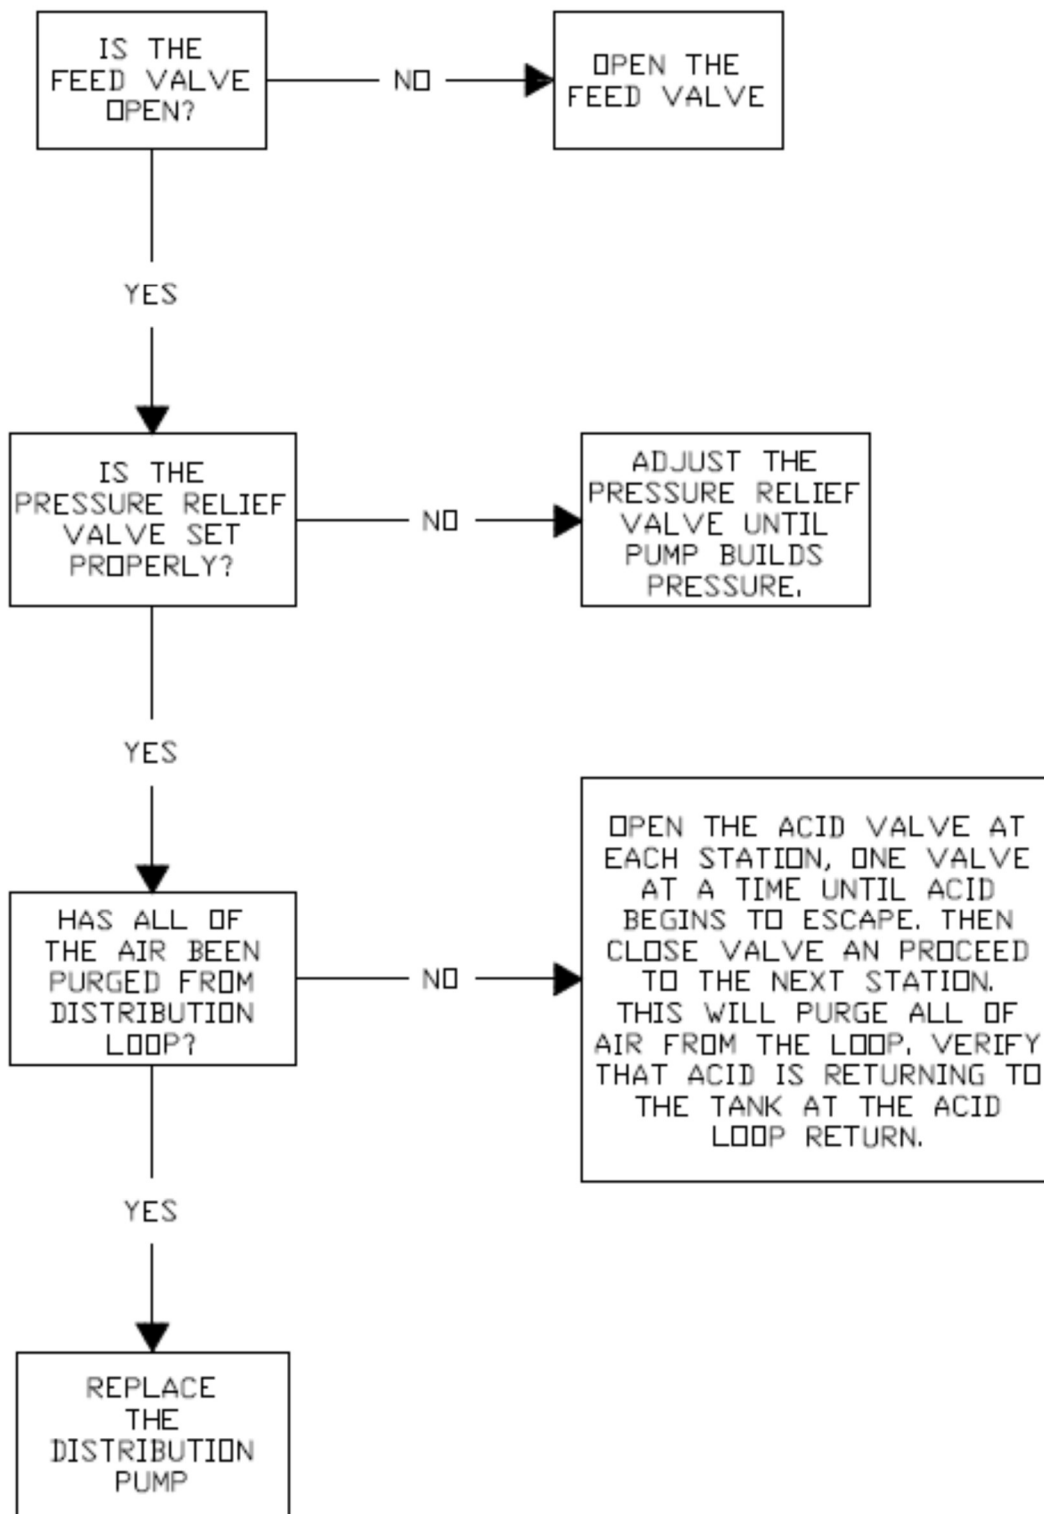 IS THE
FEED VALVE
OPEN?
NO
OPEN THE
FEED VALVE
YES
IS THE
PRESSURE RELIEF
VALVE SET
PROPERLY?
NO
ADJUST THE
PRESSURE RELIEF
VALVE UNTIL
PUMP BUILDS
PRESSURE.
YES
HAS ALL OF
THE AIR BEEN
PURGED FROM
DISTRIBUTION
LOOP?
NO
OPEN THE ACID VALVE AT
EACH STATION, ONE VALVE
AT A TIME UNTIL ACID
BEGINS TO ESCAPE. THEN
CLOSE VALVE AN PROCEED
TO THE NEXT STATION.
THIS WILL PURGE ALL OF
AIR FROM THE LOOP. VERIFY
THAT ACID IS RETURNING TO
THE TANK AT THE ACID
LOOP RETURN.
YES
REPLACE
THE
DISTRIBUTION
PUMP